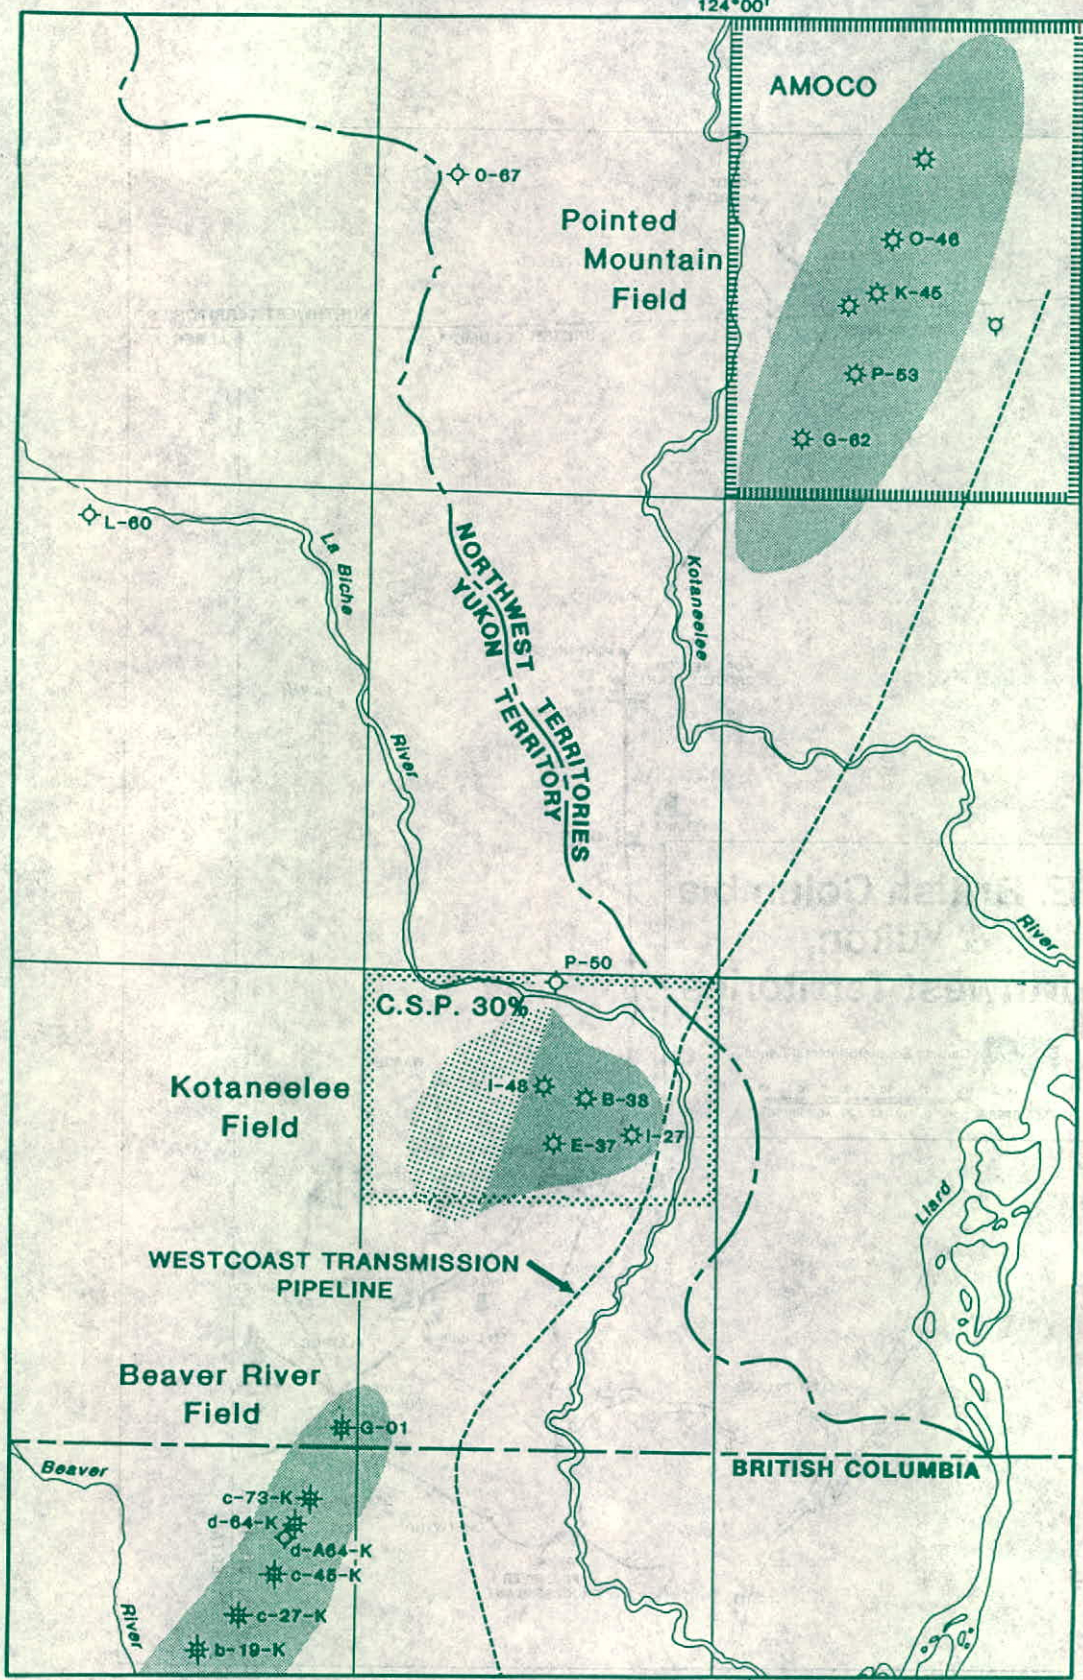 124°00'
AMOCO
O-67
Pointed
Mountain
Field
O-46
K-45
P-53
G-62
L-60
La Biche
River
NORTHWEST TERRITORIES
YUKON TERRITORY
Kotaneelee
River
P-50
C.S.P. 30%
Kotaneelee
Field
I-48
B-38
E-37
I-27
Liard
WESTCOAST TRANSMISSION
PIPELINE
Beaver River
Field
G-01
BRITISH COLUMBIA
Beaver
River
c-73-K
d-64-K
d-A64-K
c-45-K
c-27-K
b-19-K